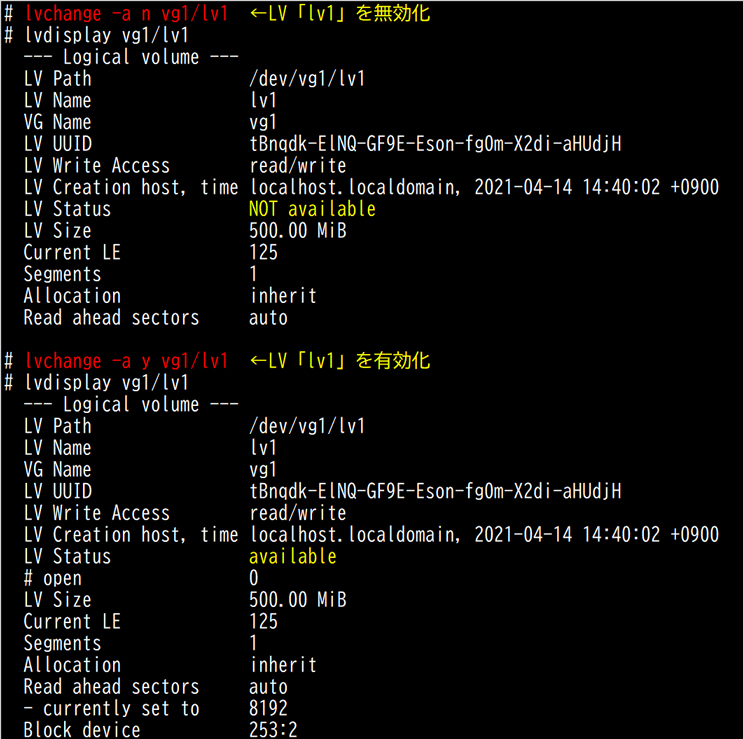 # lvchange -a n vg1/lv1 ←LV「lv1」を無効化
# lvdisplay vg1/lv1
--- Logical volume ---
LV Path /dev/vg1/lv1
LV Name lv1
VG Name vg1
LV UUID tBnqdk-ElNQ-GF9E-Eson-fgOm-X2di-aHUdjH
LV Write Access read/write
LV Creation host, time localhost.localdomain, 2021-04-14 14:40:02 +0900
LV Status NOT available
LV Size 500.00 MiB
Current LE 125
Segments 1
Allocation inherit
Read ahead sectors auto
# lvchange -a y vg1/lv1 ←LV「lv1」を有効化
# lvdisplay vg1/lv1
--- Logical volume ---
LV Path /dev/vg1/lv1
LV Name lv1
VG Name vg1
LV UUID tBnqdk-ElNQ-GF9E-Eson-fgOm-X2di-aHUdjH
LV Write Access read/write
LV Creation host, time localhost.localdomain, 2021-04-14 14:40:02 +0900
LV Status available
# open 0
LV Size 500.00 MiB
Current LE 125
Segments 1
Allocation inherit
Read ahead sectors auto
- currently set to 8192
Block device 253:2